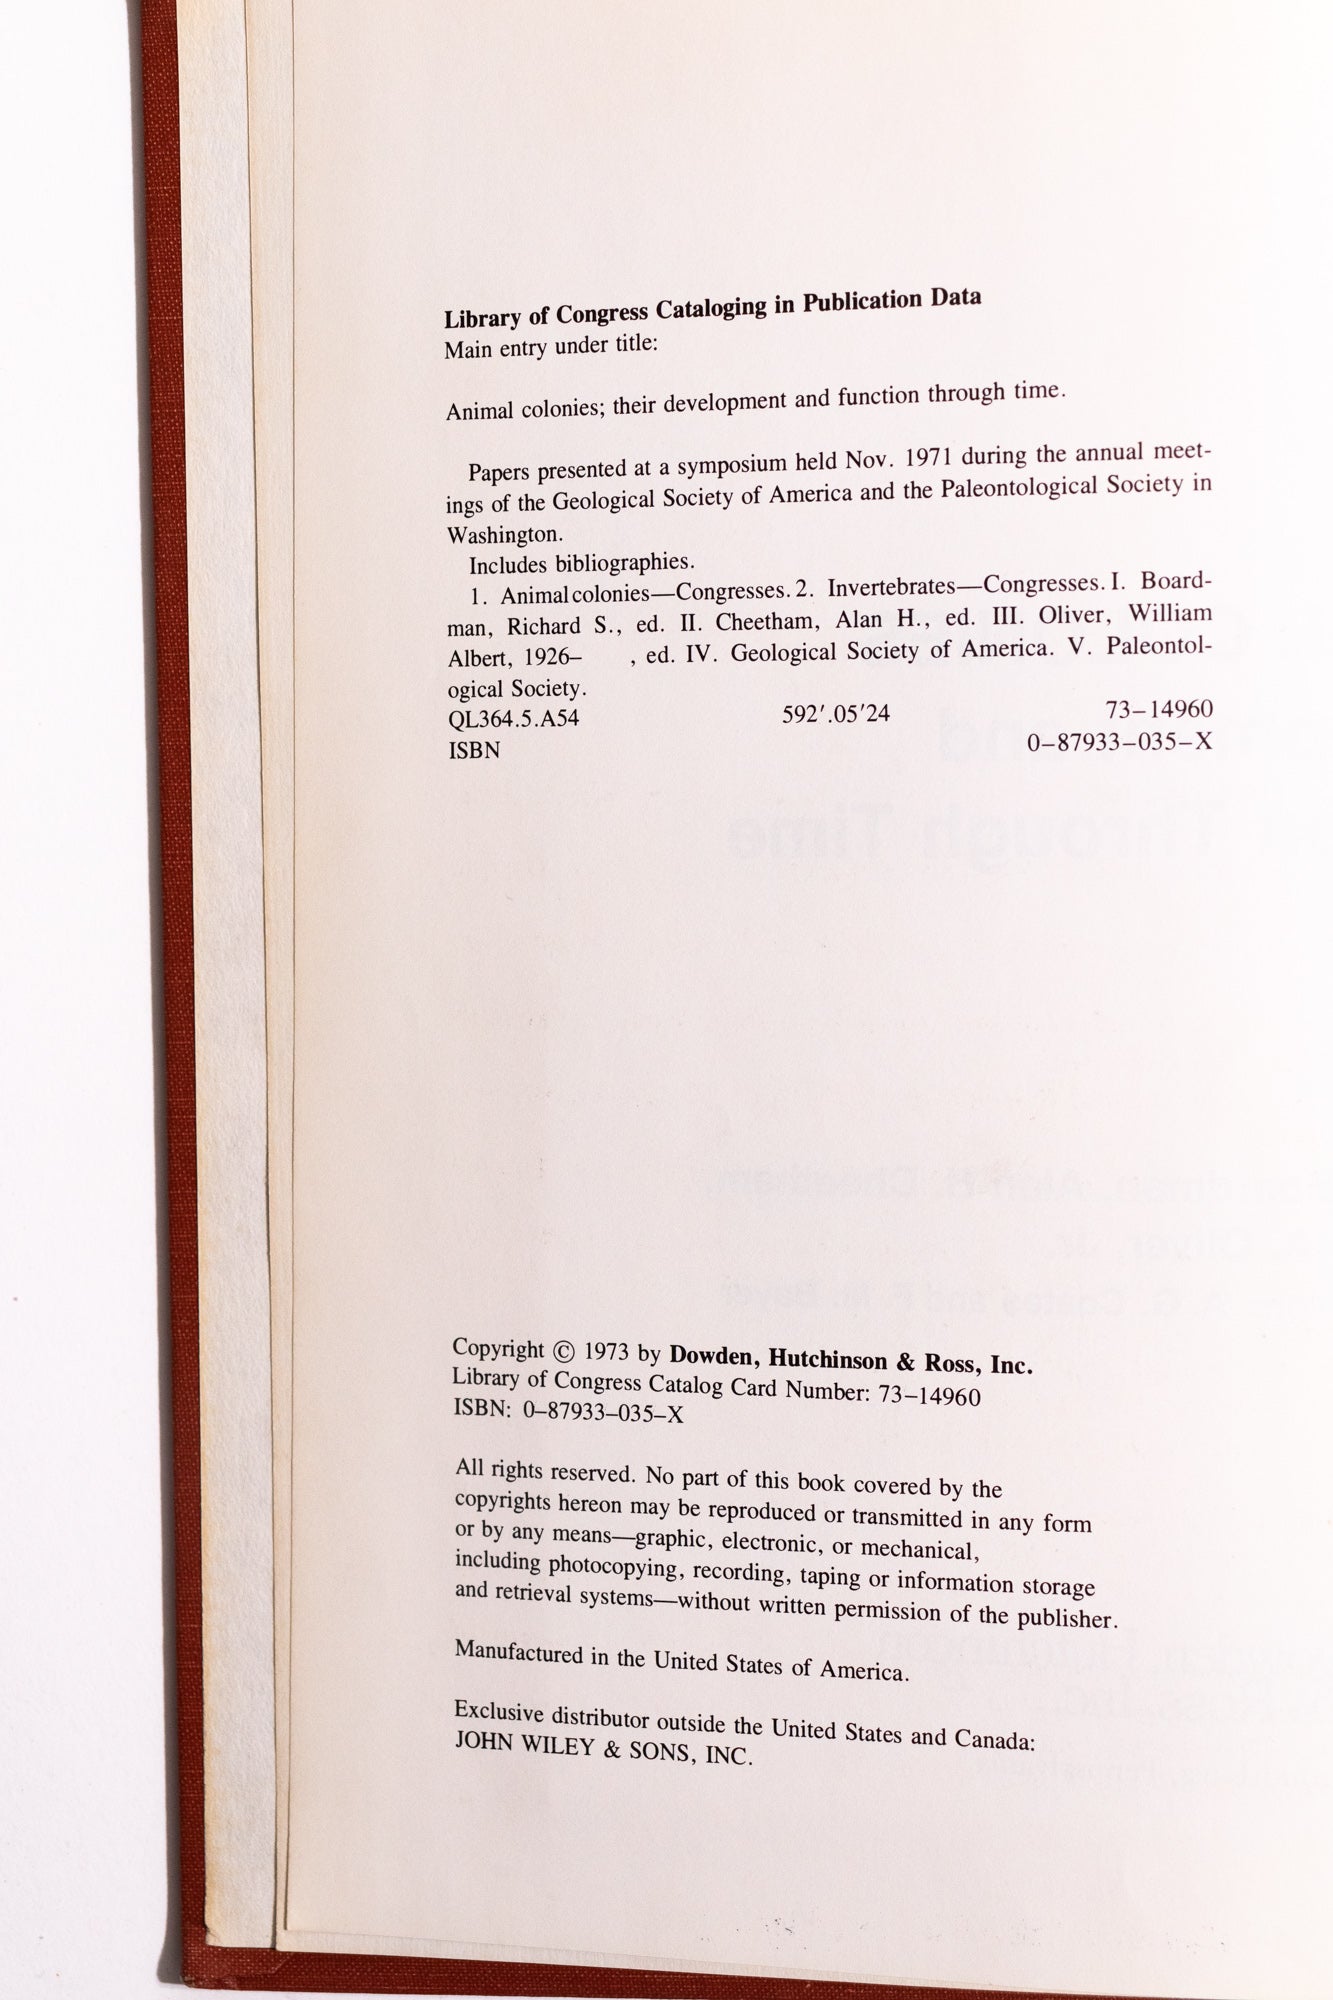 Library of Congress Cataloging in Publication Data
Main entry under title:
Animal colonies; their development and function through time.
Papers presented at a symposium held Nov. 1971 during the annual meet-
ings of the Geological Society of America and the Paleontological Society in
Washington.
Includes bibliographies.
1. Animal colonies—Congresses. 2. Invertebrates—Congresses. I. Board-
man, Richard S., ed. II. Cheetham, Alan H., ed. III. Oliver, William
Albert, 1926– , ed. IV. Geological Society of America. V. Paleontol-
ogical Society.
QL364.5.A54 592′.05′24 73–14960
ISBN 0–87933–035–X
Through Time
Copyright © 1973 by Dowden, Hutchinson & Ross, Inc.
Library of Congress Catalog Card Number: 73–14960
ISBN: 0–87933–035–X
All rights reserved. No part of this book covered by the
copyrights hereon may be reproduced or transmitted in any form
or by any means—graphic, electronic, or mechanical,
including photocopying, recording, taping or information storage
and retrieval systems—without written permission of the publisher.
Manufactured in the United States of America.
Exclusive distributor outside the United States and Canada:
JOHN WILEY & SONS, INC.